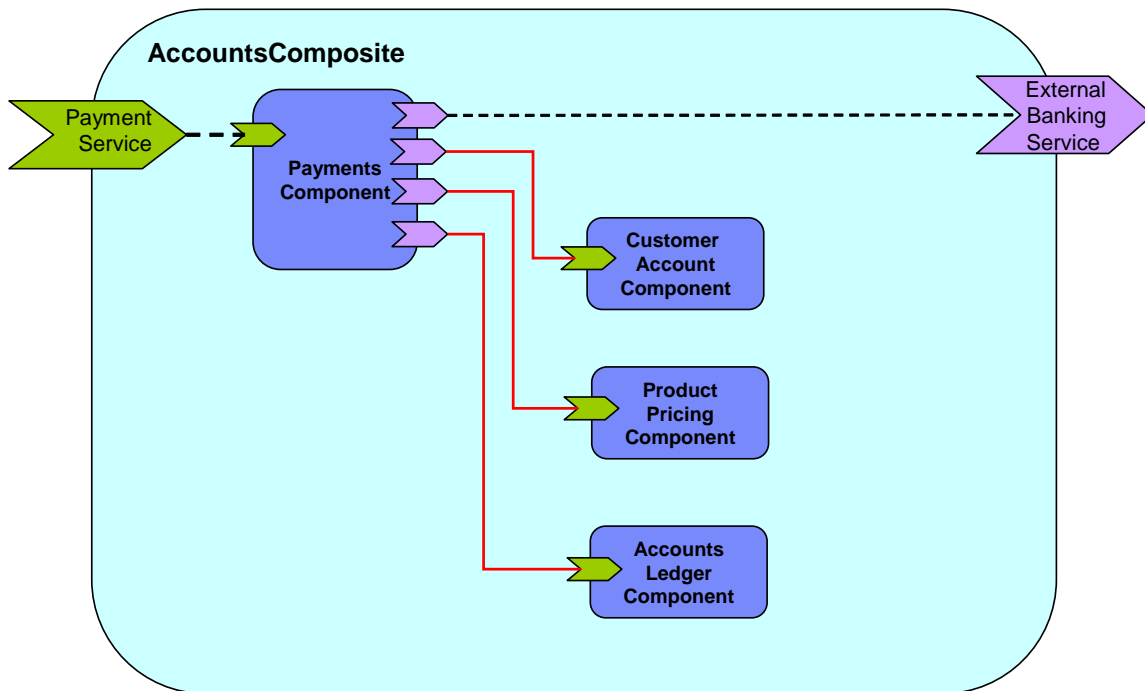 AccountsComposite
Payment
Service
Payments
Component
External
Banking
Service
Customer
Account
Component
Product
Pricing
Component
Accounts
Ledger
Component